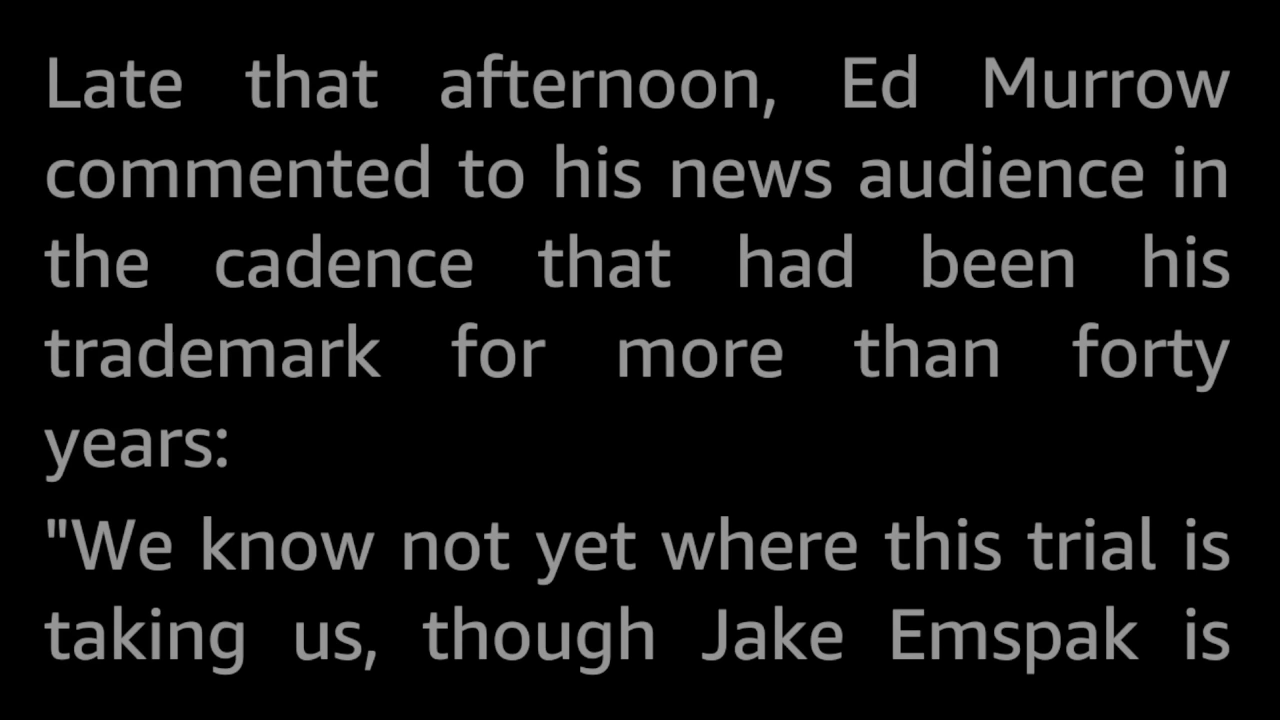 Late that afternoon, Ed Murrow
commented to his news audience in
the cadence that had been his
trademark for more than forty
years:
"We know not yet where this trial is
taking us, though Jake Emspak is